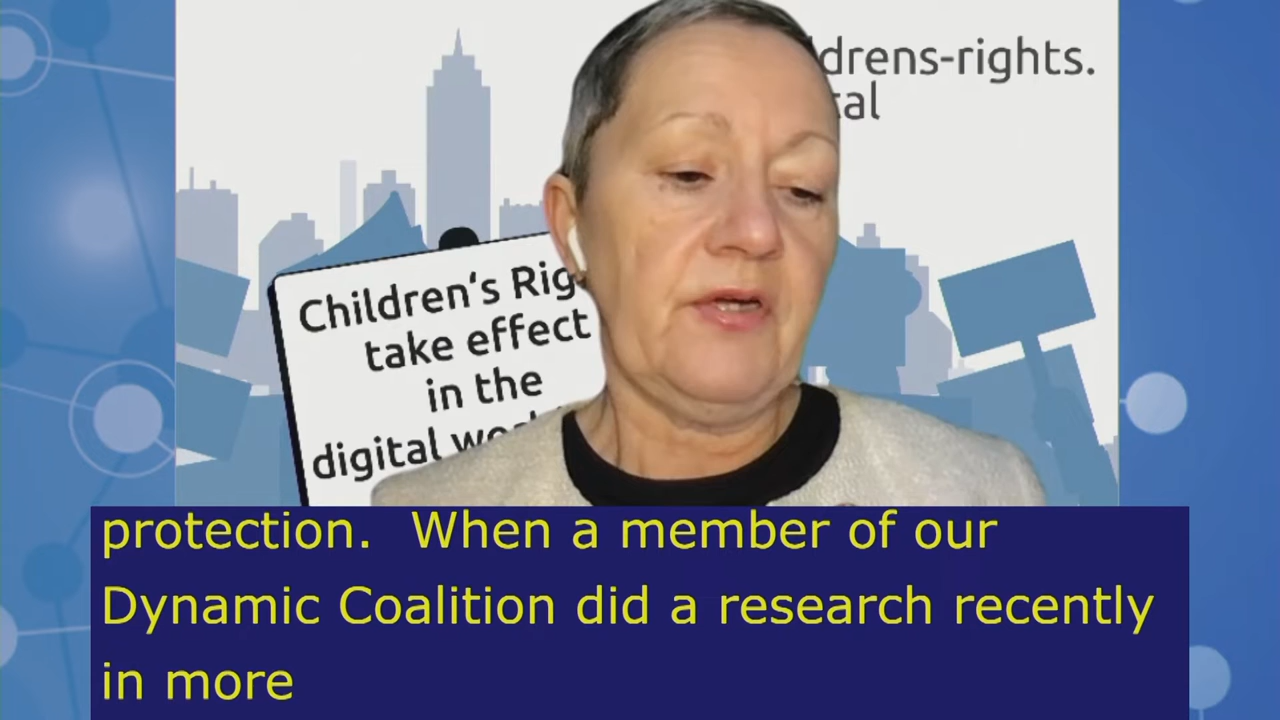 drens-rights.
tal
Children's Rig
take effect
in the
digital
protection.  When a member of our
Dynamic Coalition did a research recently
in more